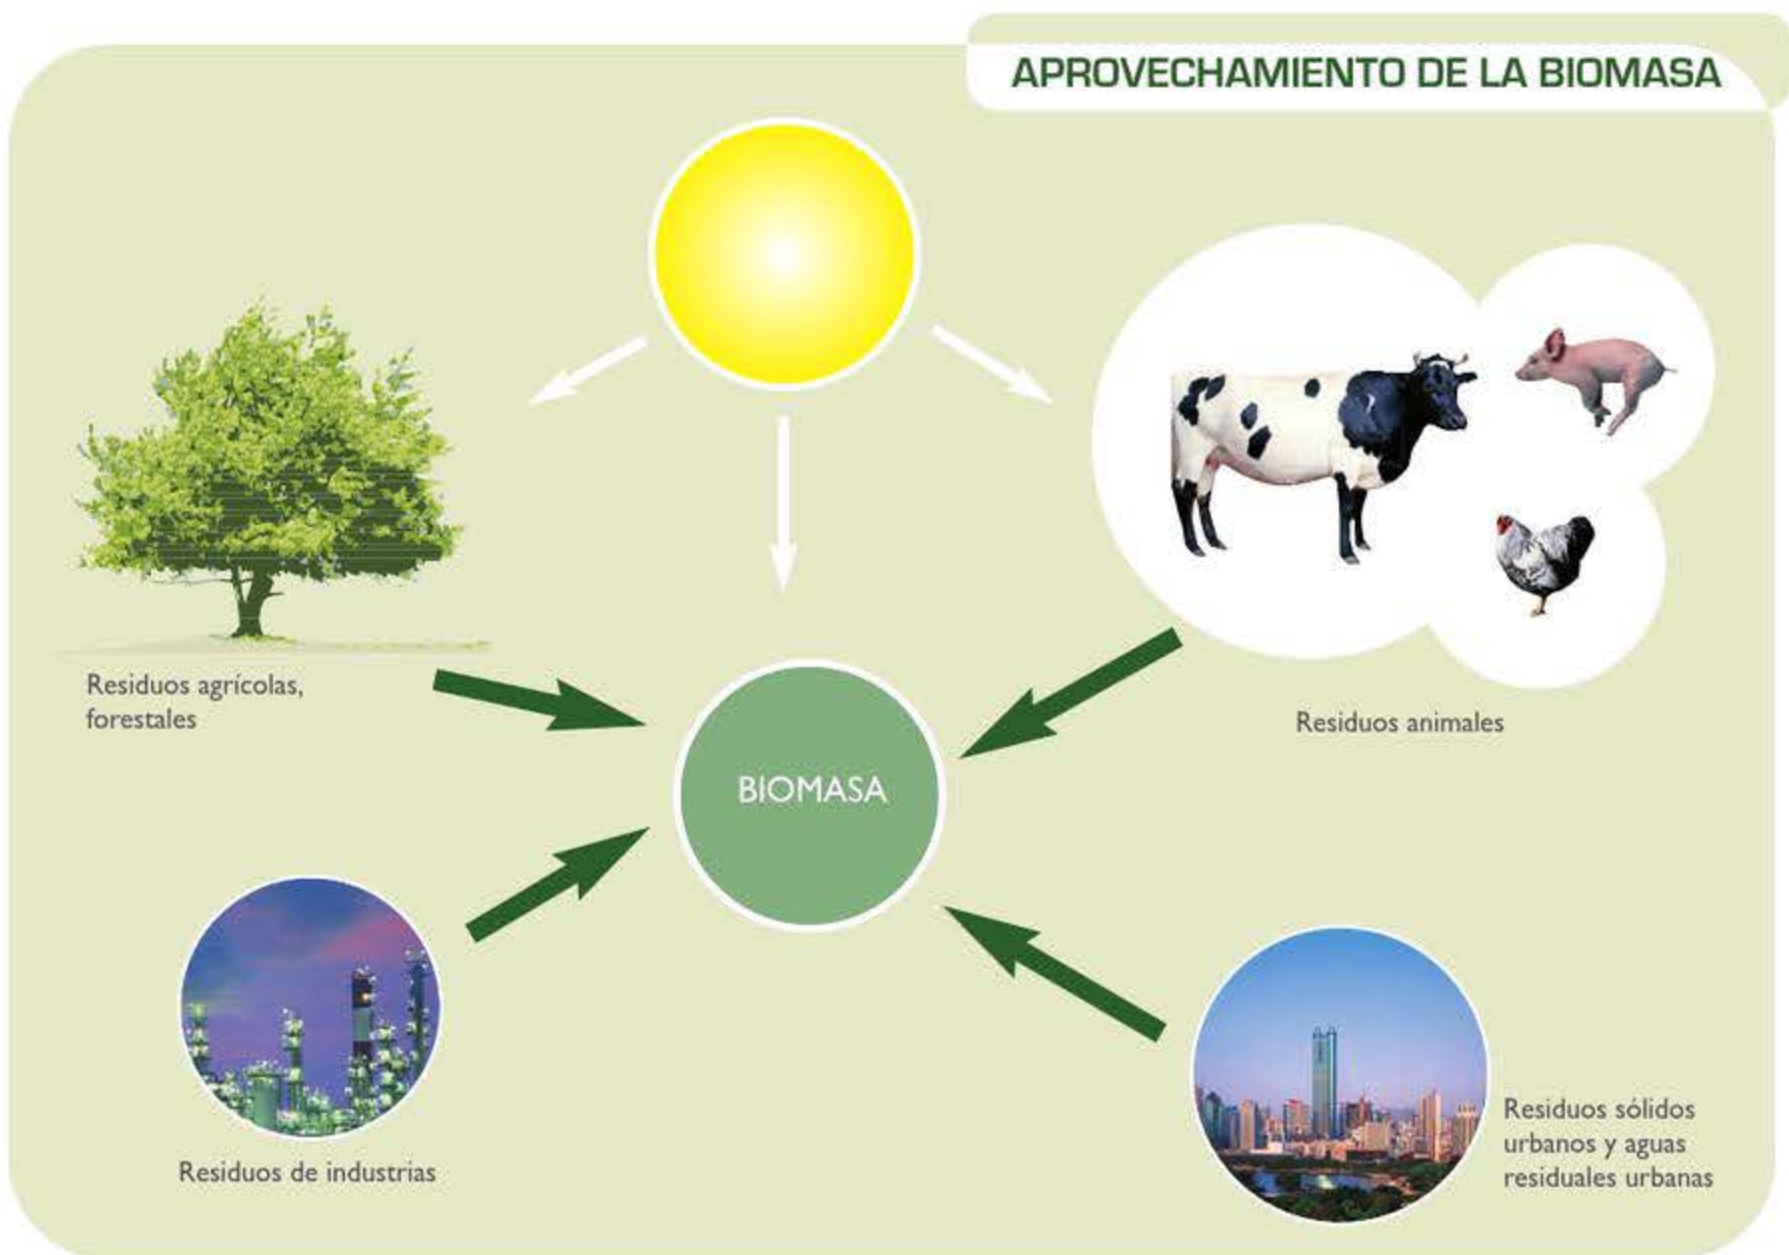 APROVECHAMIENTO DE LA BIOMASA
Residuos agrícolas,
forestales
Residuos animales
BIOMASA
Residuos de industrias
Residuos sólidos
urbanos y aguas
residuales urbanas